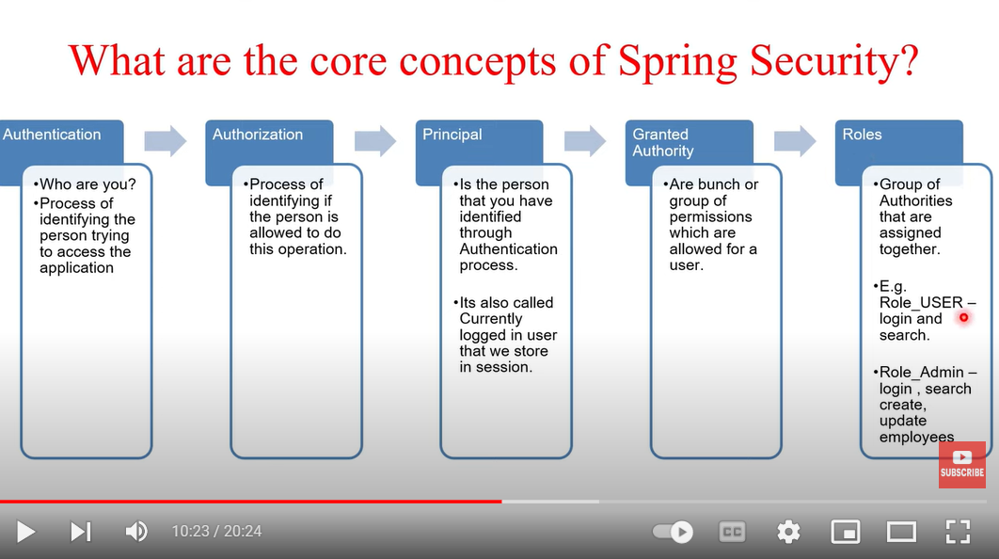 What are the core concepts of Spring Security?
Authentication
•Who are you?
•Process of
identifying the
person trying
to access the
application
Authorization
•Process of
identifying if
the person is
allowed to do
this operation.
Principal
•Is the person
that you have
identified
through
Authentication
process.
•Its also called
Currently
logged in user
that we store
in session.
Granted
Authority
•Are bunch or
group of
permissions
which are
allowed for a
user.
Roles
•Group of
Authorities
that are
assigned
together.
•E.g.
Role_USER –
login and
search.
•Role_Admin –
login , search
create,
update
employees
SUBSCRIBE
10:23 / 20:24
CC